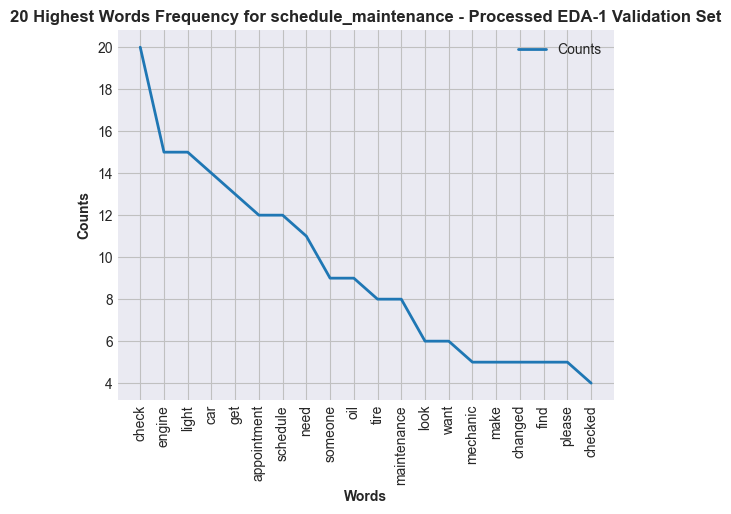 20 Highest Words Frequency for schedule_maintenance - Processed EDA-1 Validation Set
Counts
Counts
20
18
16
14
12
10
8
6
4
check
engine
light
car
get
appointment
schedule
need
someone
oil
tire
maintenance
look
want
mechanic
make
changed
find
please
checked
Words